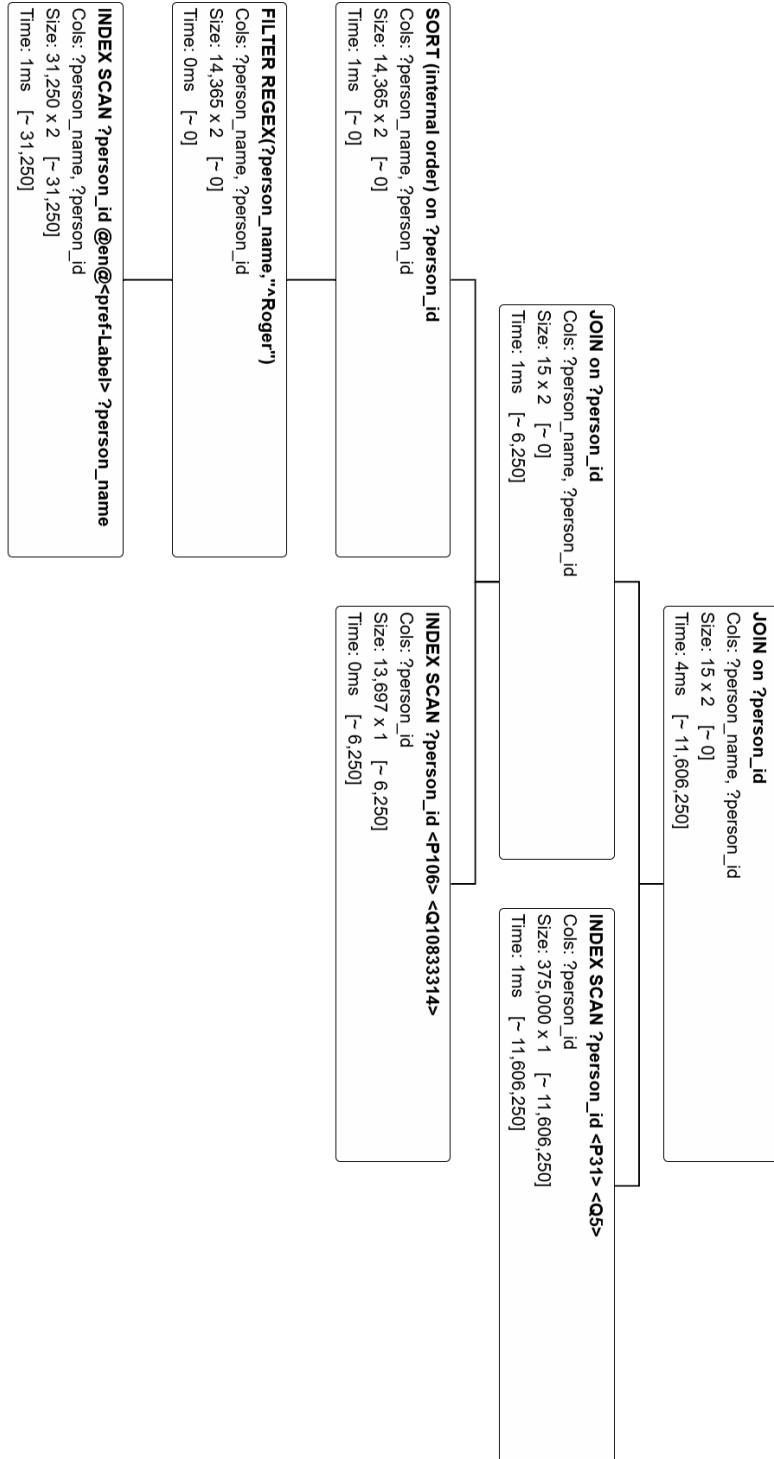 JOIN on ?person_id
Cols: ?person_name, ?person_id
Size: 15 x 2 [~ 0]
Time: 4ms [~ 11,606,250]
JOIN on ?person_id
Cols: ?person_name, ?person_id
Size: 15 x 2 [~ 0]
Time: 1ms [~ 6,250]
INDEX SCAN ?person_id <P31> <Q5>
Cols: ?person_id
Size: 375,000 x 1 [~ 11,606,250]
Time: 1ms [~ 11,606,250]
SORT (internal order) on ?person_id
Cols: ?person_name, ?person_id
Size: 14,365 x 2 [~ 0]
Time: 1ms [~ 0]
INDEX SCAN ?person_id <P106> <Q10833314>
Cols: ?person_id
Size: 13,697 x 1 [~ 6,250]
Time: 0ms [~ 6,250]
FILTER REGEX(?person_name,"^Roger")
Cols: ?person_name, ?person_id
Size: 14,365 x 2 [~ 0]
Time: 0ms [~ 0]
INDEX SCAN ?person_id @en@<pref-Label> ?person_name
Cols: ?person_name, ?person_id
Size: 31,250 x 2 [~ 31,250]
Time: 1ms [~ 31,250]